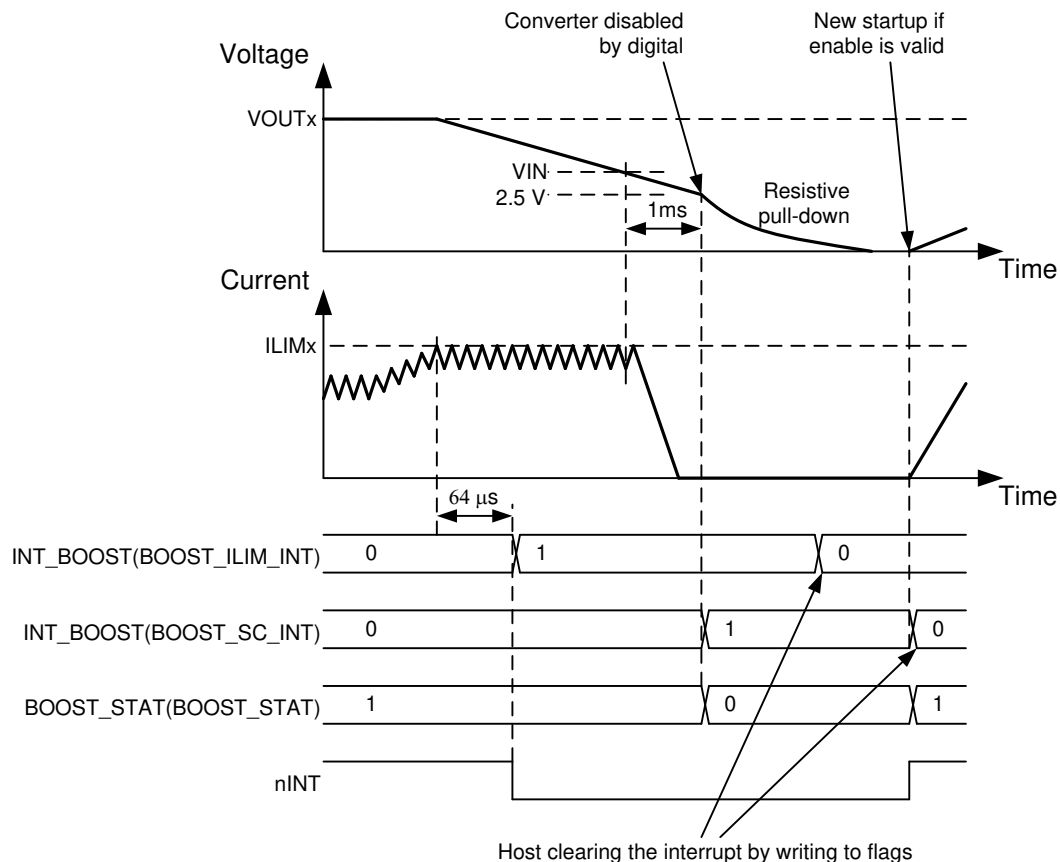 Converter disabled
by digital
New startup if
enable is valid
Voltage
VOUTx
VIN
2.5 V
1ms
Resistive
pull-down
Time
Current
ILIMx
Time
64 µs
INT_BOOST(BOOST_ILIM_INT)
0
1
0
INT_BOOST(BOOST_SC_INT)
0
1
0
BOOST_STAT(BOOST_STAT)
1
0
1
nINT
Host clearing the interrupt by writing to flags